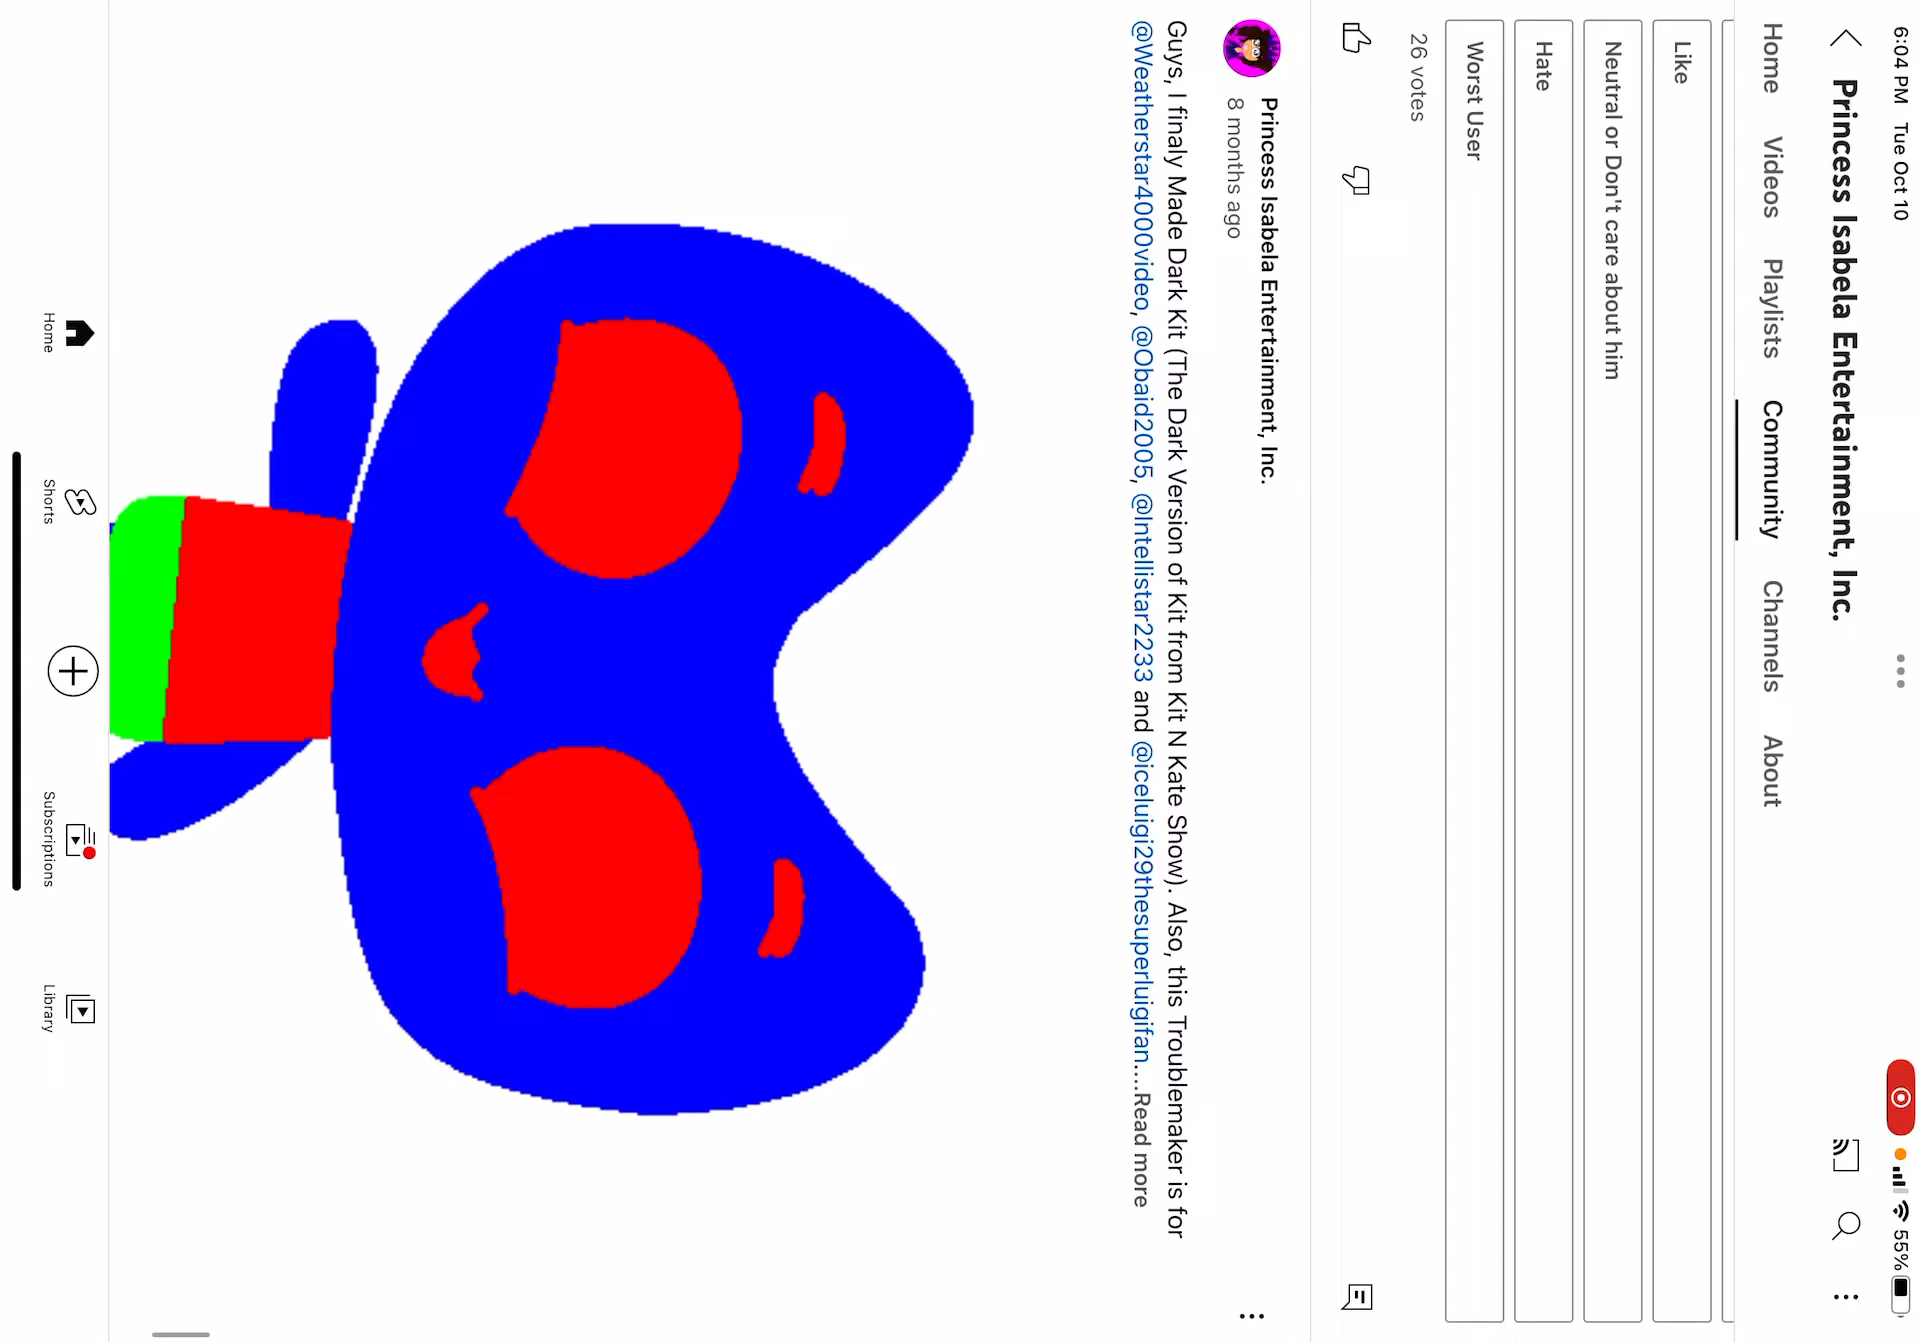 6:04 PM Tue Oct 10
55%
Princess Isabela Entertainment, Inc.
Home Videos Playlists Community Channels About
Like
Neutral or Don't care about him
Hate
Worst User
26 votes
Princess Isabela Entertainment, Inc.
8 months ago
Guys, I finaly Made Dark Kit (The Dark Version of Kit from Kit N Kate Show). Also, this Troublemaker is for
@Weatherstar4000video, @Obaid2005, @Intellistar2233 and @iceluigi29thesuperluigifan....Read more
Home Shorts Subscriptions Library